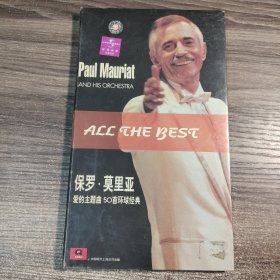 Paul Mauriat
AND HIS ORCHESTRA
ALL THE BEST
保罗·莫里亚
爱的主题曲 50首环球经典